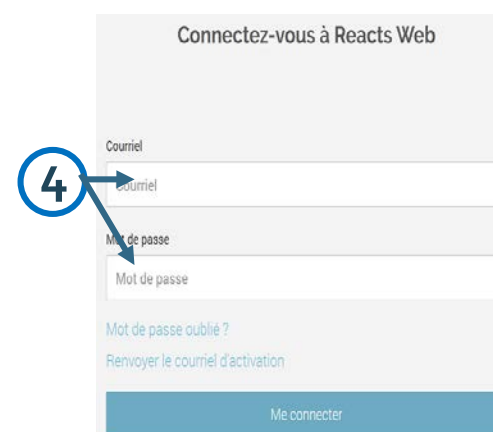 Connectez-vous à Reacts Web
Courriel
4
Courriel
Mot de passe
Mot de passe
Mot de passe oublié ?
Renvoyer le courriel d'activation
Me connecter